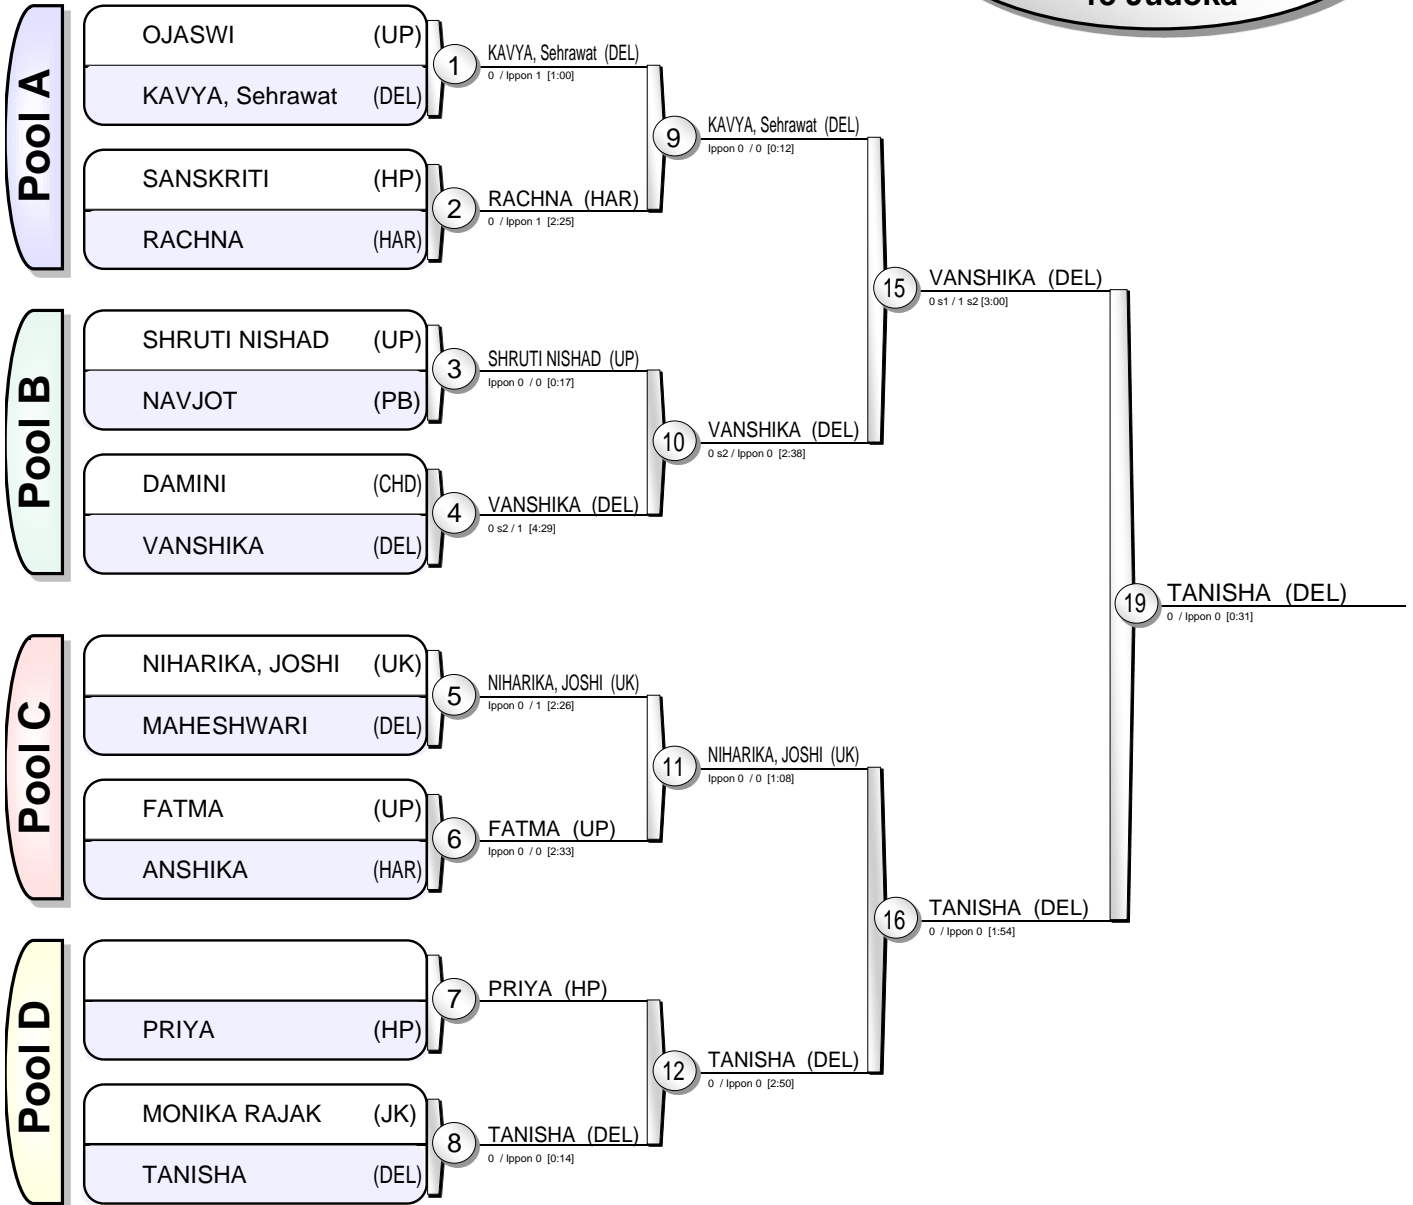 Pool A
OJASWI (UP)
KAVYA, Sehrawat (DEL)
1
KAVYA, Sehrawat (DEL)
0 / Ippon 1 [1:00]
SANSKRITI (HP)
RACHNA (HAR)
2
RACHNA (HAR)
0 / Ippon 1 [2:25]
9
KAVYA, Sehrawat (DEL)
Ippon 0 / 0 [0:12]
Pool B
SHRUTI NISHAD (UP)
NAVJOT (PB)
3
SHRUTI NISHAD (UP)
Ippon 0 / 0 [0:17]
DAMINI (CHD)
VANSHIKA (DEL)
4
VANSHIKA (DEL)
0 s2 / 1 [4:29]
10
VANSHIKA (DEL)
0 s2 / Ippon 0 [2:38]
15
VANSHIKA (DEL)
0 s1 / 1 s2 [3:00]
Pool C
NIHARIKA, JOSHI (UK)
MAHESHWARI (DEL)
5
NIHARIKA, JOSHI (UK)
Ippon 0 / 1 [2:26]
FATMA (UP)
ANSHIKA (HAR)
6
FATMA (UP)
Ippon 0 / 0 [2:33]
11
NIHARIKA, JOSHI (UK)
Ippon 0 / 0 [1:08]
Pool D
PRIYA (HP)
7
PRIYA (HP)
MONIKA RAJAK (JK)
TANISHA (DEL)
8
TANISHA (DEL)
0 / Ippon 0 [0:14]
12
TANISHA (DEL)
0 / Ippon 0 [2:50]
16
TANISHA (DEL)
0 / Ippon 0 [1:54]
19
TANISHA (DEL)
0 / Ippon 0 [0:31]